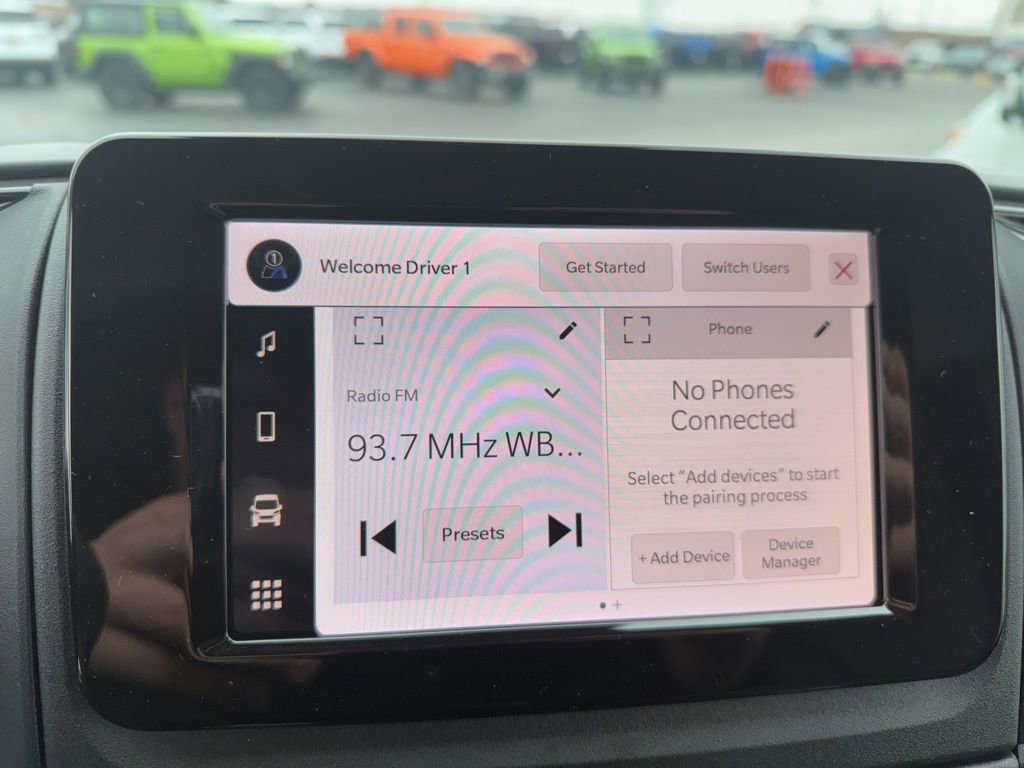 1
Welcome Driver 1
Get Started
Switch Users
Radio FM
93.7 MHz WB...
Presets
Phone
No Phones
Connected
Select “Add devices” to start
the pairing process
+ Add Device
Device
Manager